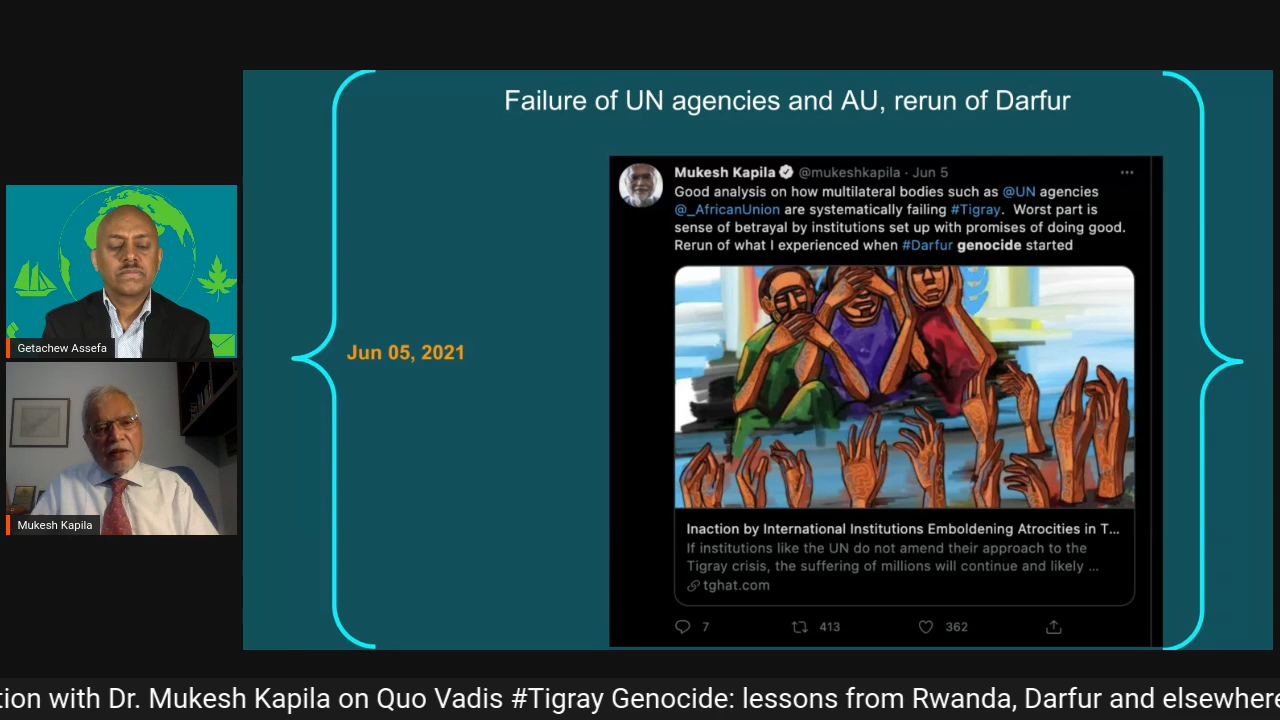 Failure of UN agencies and AU, rerun of Darfur
Mukesh Kapila @mukeshkapila · Jun 5
Good analysis on how multilateral bodies such as @UN agencies
@_AfricanUnion are systematically failing #Tigray. Worst part is
sense of betrayal by institutions set up with promises of doing good.
Rerun of what I experienced when #Darfur genocide started
Jun 05, 2021
Inaction by International Institutions Emboldening Atrocities in T...
If institutions like the UN do not amend their approach to the
Tigray crisis, the suffering of millions will continue and likely ...
tghat.com
7 413 362
Getachew Assefa
Mukesh Kapila
tion with Dr. Mukesh Kapila on Quo Vadis #Tigray Genocide: lessons from Rwanda, Darfur and elsewhere